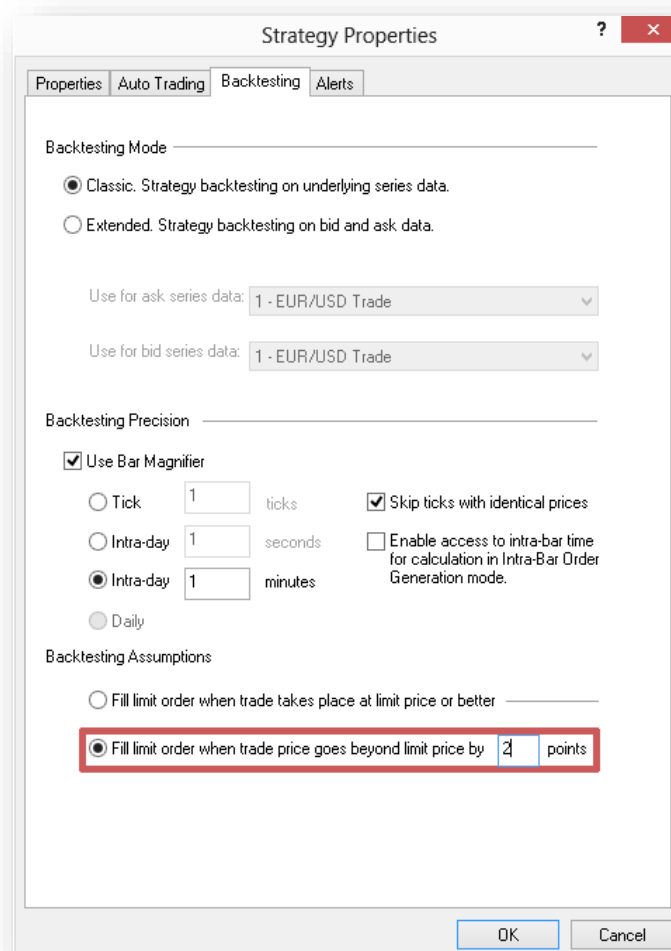 Strategy Properties
?
×
Properties Auto Trading Backtesting Alerts
Backtesting Mode
Classic. Strategy backtesting on underlying series data.
Extended. Strategy backtesting on bid and ask data.
Use for ask series data: 1 - EUR/USD Trade
Use for bid series data: 1 - EUR/USD Trade
Backtesting Precision
Use Bar Magnifier
Tick 1 ticks
Skip ticks with identical prices
Intra-day 1 seconds
Enable access to intra-bar time
for calculation in Intra-Bar Order
Generation mode.
Intra-day 1 minutes
Daily
Backtesting Assumptions
Fill limit order when trade takes place at limit price or better
Fill limit order when trade price goes beyond limit price by 2 points
OK Cancel